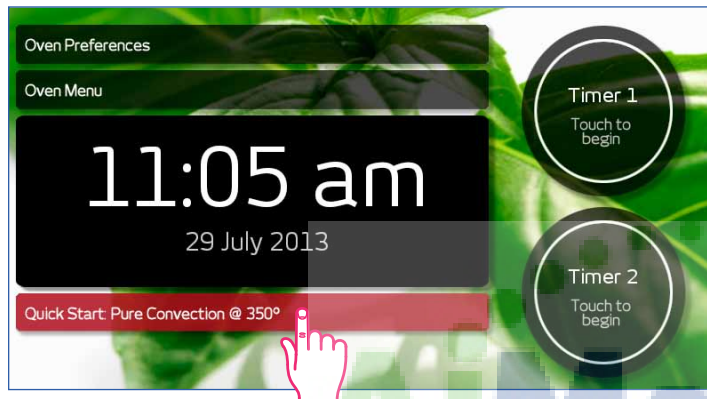 Oven Preferences
Oven Menu
11:05 am
29 July 2013
Quick Start: Pure Convection @ 350°
Timer 1
Touch to
begin
Timer 2
Touch to
begin